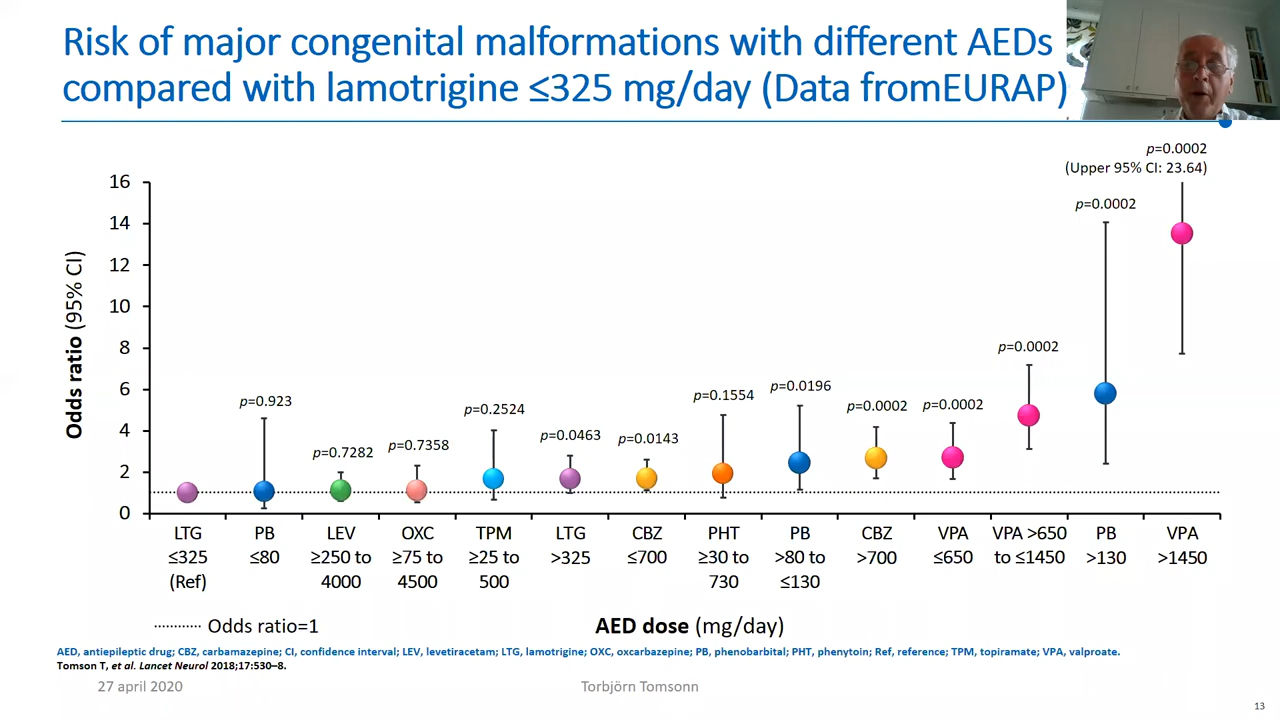 Risk of major congenital malformations with different AEDs
compared with lamotrigine ≤325 mg/day (Data fromEURAP)
p=0.0002
(Upper 95% CI: 23.64)
p=0.0002
p=0.0002
p=0.923
p=0.7282
p=0.7358
p=0.2524
p=0.0463
p=0.0143
p=0.1554
p=0.0196
p=0.0002
p=0.0002
Odds ratio (95% CI)
16
14
12
10
8
6
4
2
0
LTG
≤325
(Ref)
PB
≤80
LEV
≥250 to
4000
OXC
≥75 to
4500
TPM
≥25 to
500
LTG
>325
CBZ
≤700
PHT
≥30 to
730
PB
>80 to
≤130
CBZ
>700
VPA
≤650
VPA >650
to ≤1450
PB
>130
VPA
>1450
Odds ratio=1
AED dose (mg/day)
AED, antiepileptic drug; CBZ, carbamazepine; CI, confidence interval; LEV, levetiracetam; LTG, lamotrigine; OXC, oxcarbazepine; PB, phenobarbital; PHT, phenytoin; Ref, reference; TPM, topiramate; VPA, valproate.
Tomson T, et al. Lancet Neurol 2018;17:530–8.
27 april 2020
Torbjörn Tomsonn
13